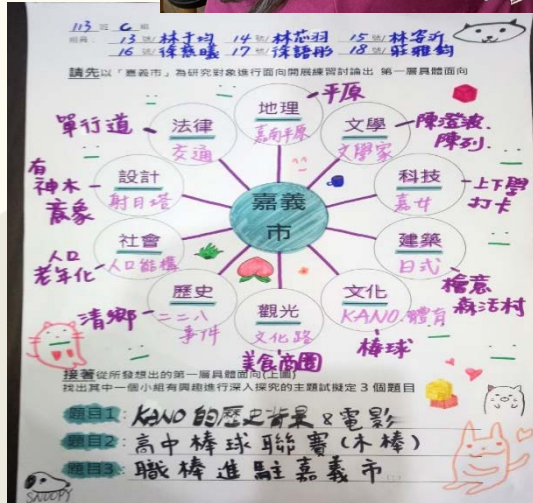 113 班 C 組
組員：13 號/林子均 14 號/林芯羽 15 號/林宥沂
16 號/徐慈曦 17 號/徐語彤 18 號/莊雅鈞
請先以「嘉義市」為研究對象進行面向開展練習討論出 第一層具體面向
平原
地理
嘉南平原
單行道
法律
交通
文學
文學家
陳澄波、
陳列.
有
神木
意象
設計
射日塔
科技
嘉女
上下學
打卡
嘉義
市
人口
老年化
社會
人口結構
建築
日式
檜意
森活村
清鄉
歷史
二二八
事件
觀光
文化路
美食商圈
文化
KANO.體育
棒球
接著從所發想出的第一層具體面向(上圖)
找出其中一個小組有興趣進行深入探究的主題試擬定 3 個題目
題目1：KANO 的歷史背景 & 電影
題目2：高中棒球聯賽(木棒)
題目3：職棒進駐嘉義市
SNOOPY